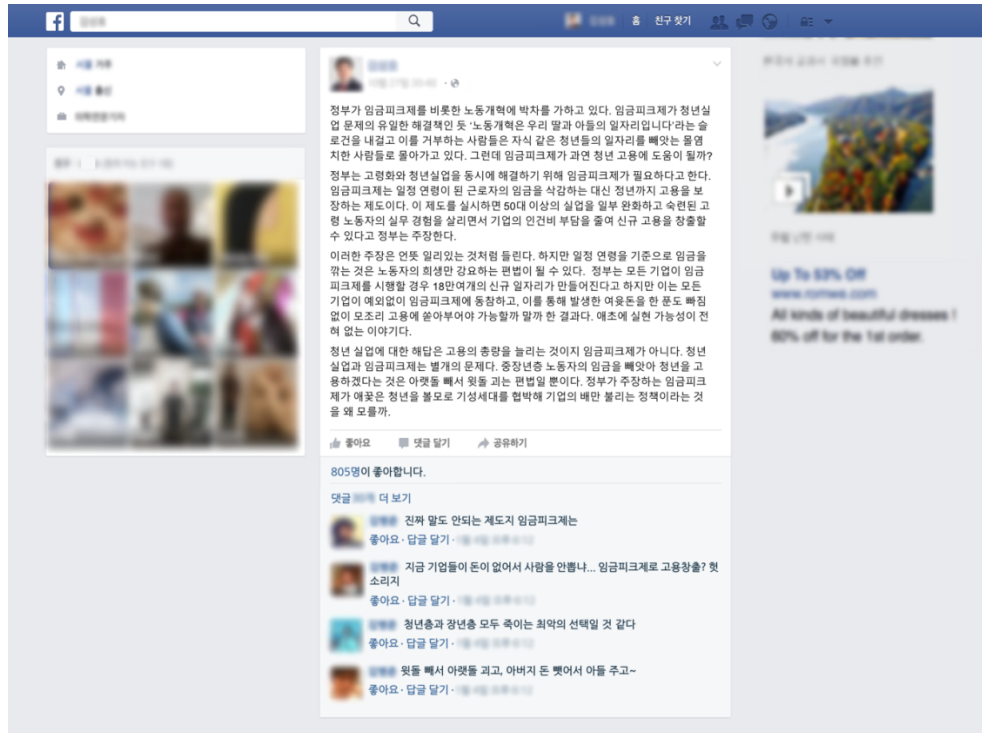 f
홈 친구 찾기
정부가 임금피크제를 비롯한 노동개혁에 박차를 가하고 있다. 임금피크제가 청년실
업 문제의 유일한 해결책인 듯 '노동개혁은 우리 딸과 아들의 일자리입니다'라는 슬
로건을 내걸고 이를 거부하는 사람들은 자식 같은 청년들의 일자리를 빼앗는 몰염
치한 사람들로 몰아가고 있다. 그런데 임금피크제가 과연 청년 고용에 도움이 될까?
정부는 고령화와 청년실업을 동시에 해결하기 위해 임금피크제가 필요하다고 한다.
임금피크제는 일정 연령이 된 근로자의 임금을 삭감하는 대신 정년까지 고용을 보
장하는 제도이다. 이 제도를 실시하면 50대 이상의 실업을 일부 완화하고 숙련된 고
령 노동자의 실무 경험을 살리면서 기업의 인건비 부담을 줄여 신규 고용을 창출할
수 있다고 정부는 주장한다.
이러한 주장은 언뜻 일리있는 것처럼 들린다. 하지만 일정 연령을 기준으로 임금을
깎는 것은 노동자의 희생만 강요하는 편법이 될 수 있다. 정부는 모든 기업이 임금
피크제를 시행할 경우 18만여개의 신규 일자리가 만들어진다고 하지만 이는 모든
기업이 예외없이 임금피크제에 동참하고, 이를 통해 발생한 여윳돈을 한 푼도 빠짐
없이 모조리 고용에 쏟아부어야 가능할까 말까 한 결과다. 애초에 실현 가능성이 전
혀 없는 이야기다.
청년 실업에 대한 해답은 고용의 총량을 늘리는 것이지 임금피크제가 아니다. 청년
실업과 임금피크제는 별개의 문제다. 중장년층 노동자의 임금을 빼앗아 청년을 고
용하겠다는 것은 아랫돌 빼서 윗돌 괴는 편법일 뿐이다. 정부가 주장하는 임금피크
제가 애꿎은 청년을 볼모로 기성세대를 협박해 기업의 배만 불리는 정책이라는 것
을 왜 모를까.
좋아요 댓글 달기 공유하기
805명이 좋아합니다.
댓글 더 보기
진짜 말도 안되는 제도지 임금피크제는
좋아요 · 답글 달기 ·
지금 기업들이 돈이 없어서 사람을 안뽑냐... 임금피크제로 고용창출? 헛
소리지
좋아요 · 답글 달기 ·
청년층과 장년층 모두 죽이는 최악의 선택일 것 같다
좋아요 · 답글 달기 ·
윗돌 빼서 아랫돌 괴고, 아버지 돈 뺏어서 아들 주고~
좋아요 · 답글 달기 ·
Up To 53% Off
www.romwe.com
All kinds of beautiful dresses !
60% off for the 1st order.